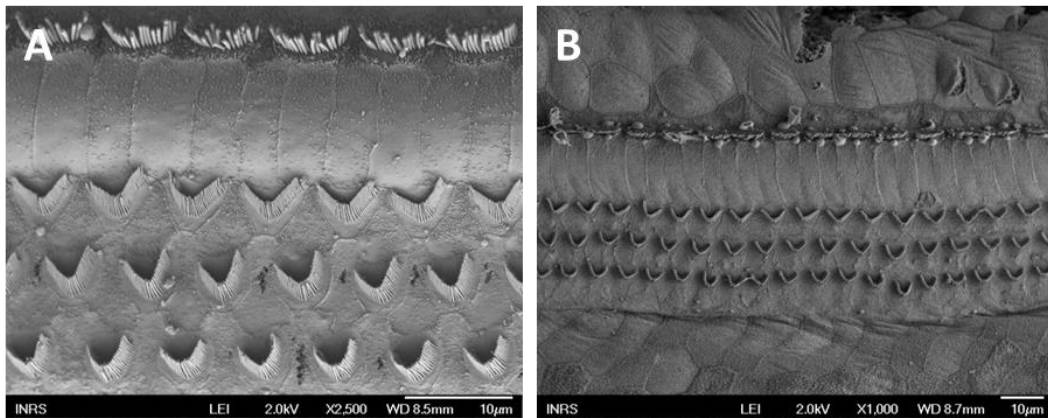 A
B
INRS LEI 2.0kV X2,500 WD 8.5mm 10μm
INRS LEI 2.0kV X1,000 WD 8.7mm 10μm